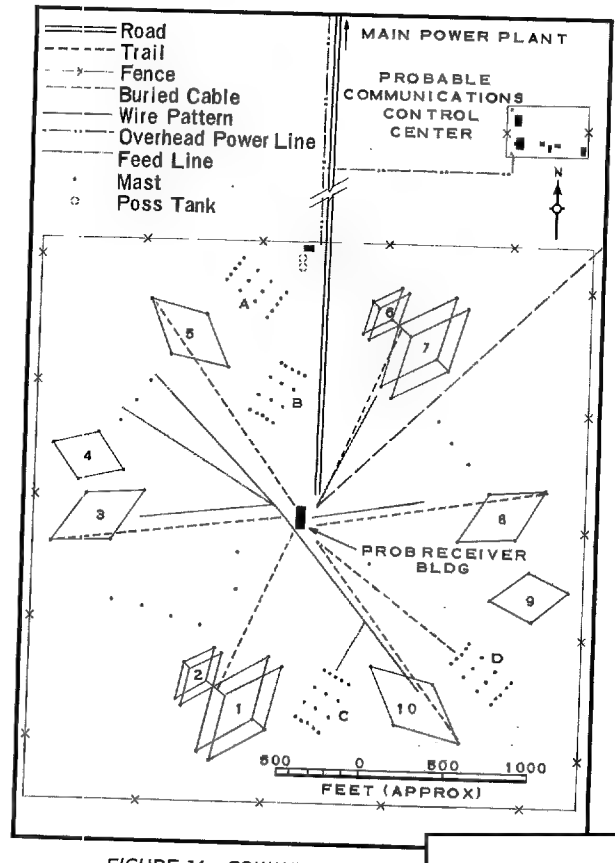 Road
Trail
Fence
Buried Cable
Wire Pattern
Overhead Power Line
Feed Line
Mast
Poss Tank
MAIN POWER PLANT
PROBABLE
COMMUNICATIONS
CONTROL
CENTER
N
A
5
6
7
B
4
3
8
PROB RECEIVER
BLDG
9
2
1
C
10
D
500 0 500 1000
FEET (APPROX)